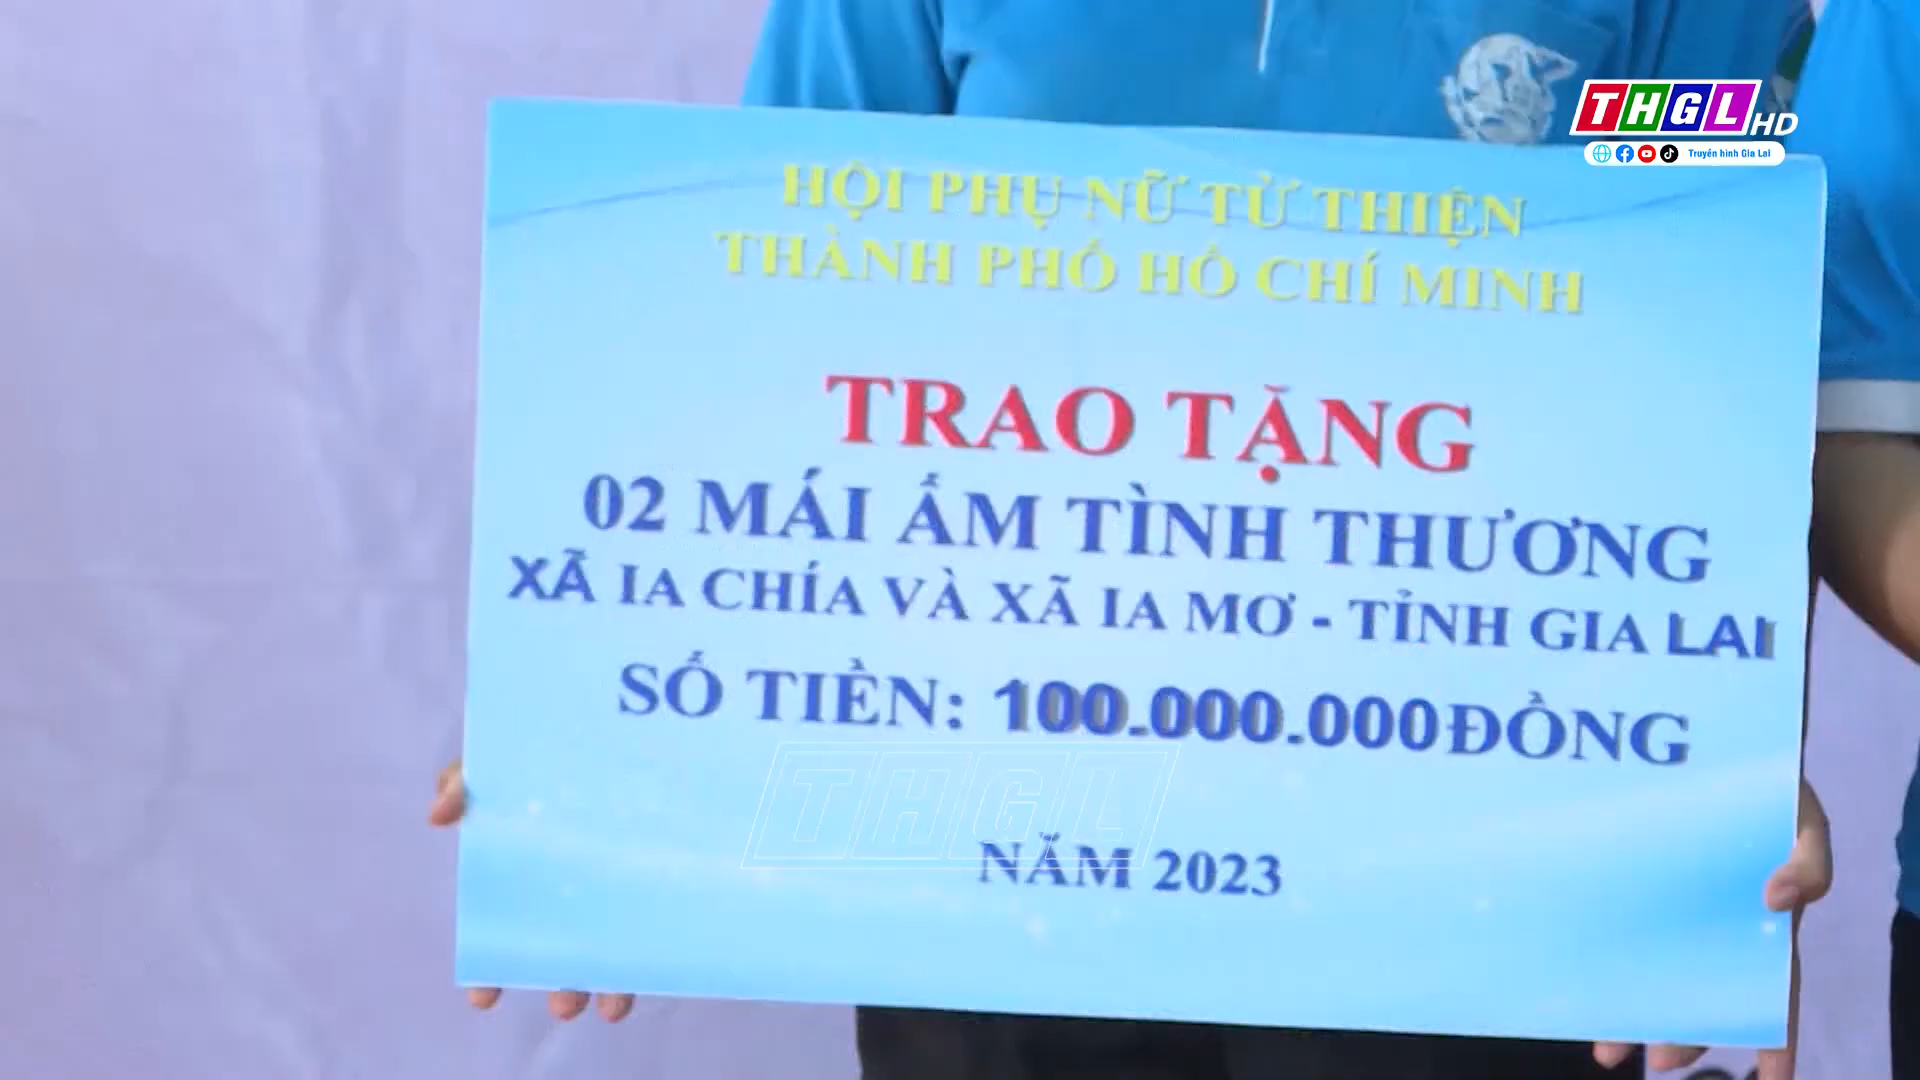 THGL HD
Truyền hình Gia Lai
HỘI PHỤ NỮ TỪ THIỆN
THÀNH PHỐ HỒ CHÍ MINH
TRAO TẶNG
02 MÁI ẤM TÌNH THƯƠNG
XÃ IA CHÍA VÀ XÃ IA MƠ - TỈNH GIA LAI
SỐ TIỀN: 100.000.000ĐỒNG
THGL
NĂM 2023